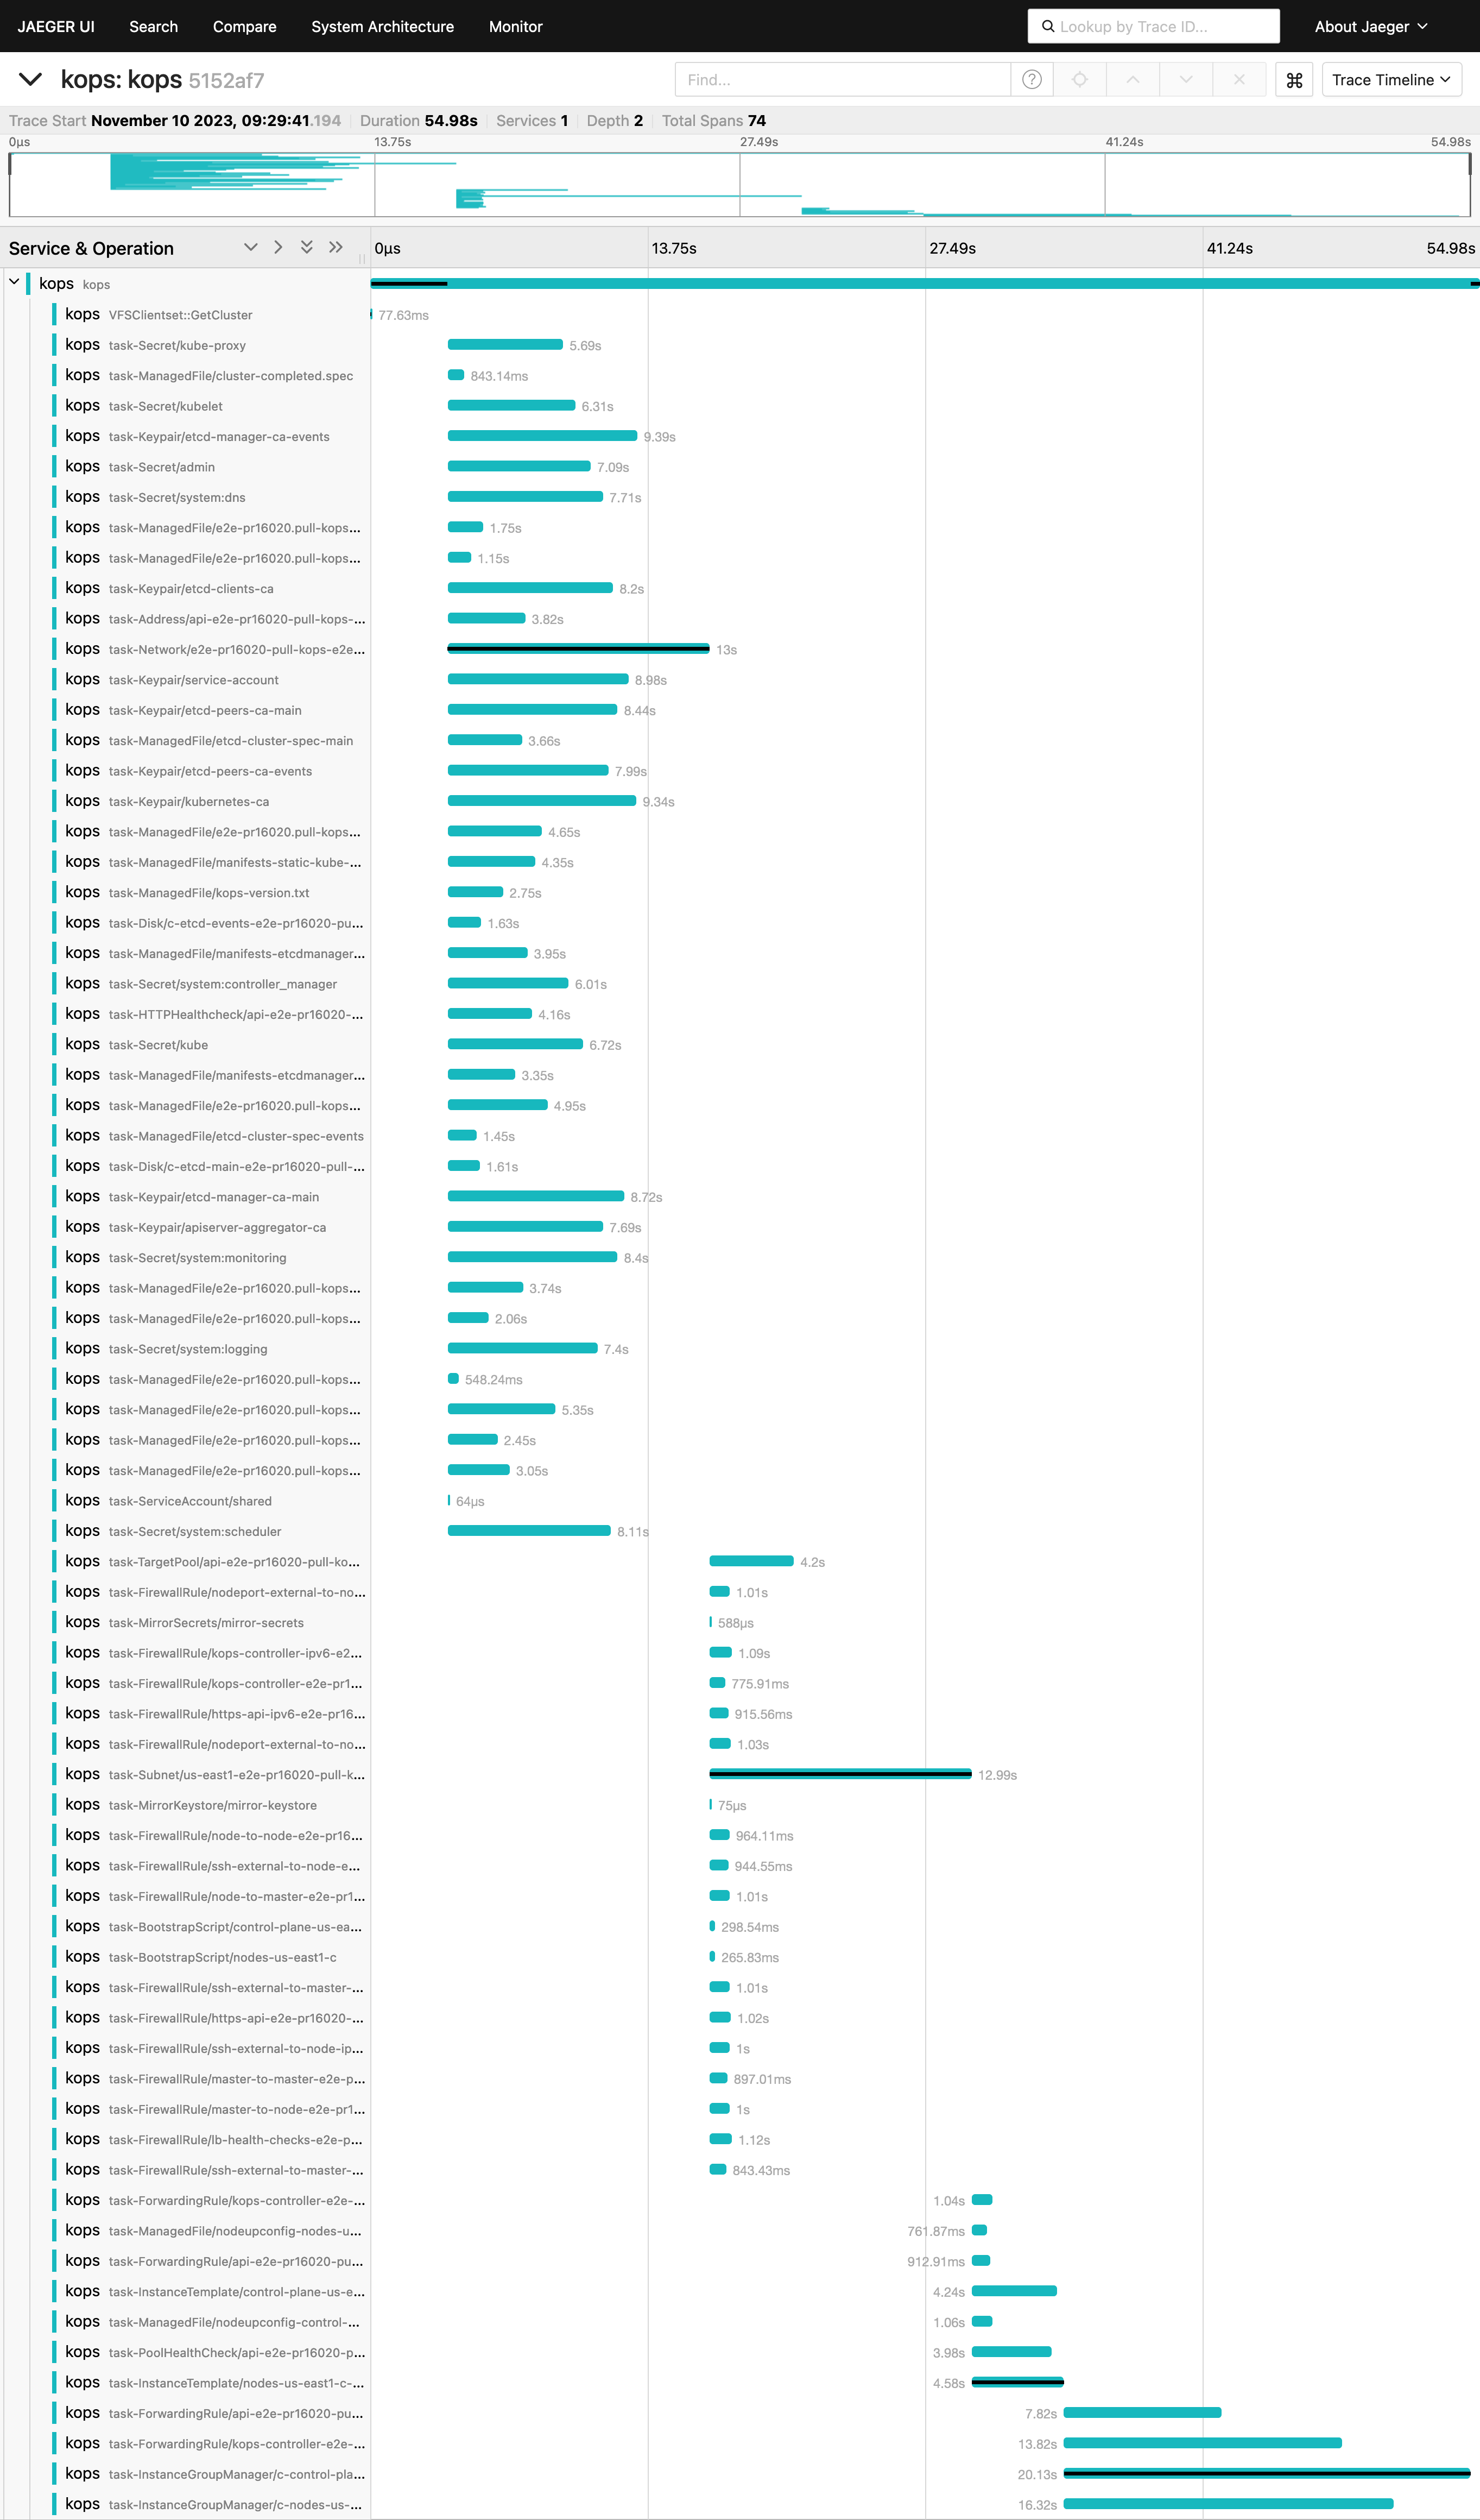 JAEGER UI Search Compare System Architecture Monitor Lookup by Trace ID... About Jaeger
kops: kops 5152af7 Find... Trace Timeline
Trace Start November 10 2023, 09:29:41.194 Duration 54.98s Services 1 Depth 2 Total Spans 74
0μs 13.75s 27.49s 41.24s 54.98s
Service & Operation 0μs 13.75s 27.49s 41.24s 54.98s
kops kops
kops VFSClientset::GetCluster 77.63ms
kops task-Secret/kube-proxy 5.69s
kops task-ManagedFile/cluster-completed.spec 843.14ms
kops task-Secret/kubelet 6.31s
kops task-Keypair/etcd-manager-ca-events 9.39s
kops task-Secret/admin 7.09s
kops task-Secret/system:dns 7.71s
kops task-ManagedFile/e2e-pr16020.pull-kops... 1.75s
kops task-ManagedFile/e2e-pr16020.pull-kops... 1.15s
kops task-Keypair/etcd-clients-ca 8.2s
kops task-Address/api-e2e-pr16020-pull-kops-... 3.82s
kops task-Network/e2e-pr16020-pull-kops-e2e... 13s
kops task-Keypair/service-account 8.98s
kops task-Keypair/etcd-peers-ca-main 8.44s
kops task-ManagedFile/etcd-cluster-spec-main 3.66s
kops task-Keypair/etcd-peers-ca-events 7.99s
kops task-Keypair/kubernetes-ca 9.34s
kops task-ManagedFile/e2e-pr16020.pull-kops... 4.65s
kops task-ManagedFile/manifests-static-kube-... 4.35s
kops task-ManagedFile/kops-version.txt 2.75s
kops task-Disk/c-etcd-events-e2e-pr16020-pu... 1.63s
kops task-ManagedFile/manifests-etcdmanager... 3.95s
kops task-Secret/system:controller_manager 6.01s
kops task-HTTPHealthcheck/api-e2e-pr16020-... 4.16s
kops task-Secret/kube 6.72s
kops task-ManagedFile/manifests-etcdmanager... 3.35s
kops task-ManagedFile/e2e-pr16020.pull-kops... 4.95s
kops task-ManagedFile/etcd-cluster-spec-events 1.45s
kops task-Disk/c-etcd-main-e2e-pr16020-pull-... 1.61s
kops task-Keypair/etcd-manager-ca-main 8.72s
kops task-Keypair/apiserver-aggregator-ca 7.69s
kops task-Secret/system:monitoring 8.4s
kops task-ManagedFile/e2e-pr16020.pull-kops... 3.74s
kops task-ManagedFile/e2e-pr16020.pull-kops... 2.06s
kops task-Secret/system:logging 7.4s
kops task-ManagedFile/e2e-pr16020.pull-kops... 548.24ms
kops task-ManagedFile/e2e-pr16020.pull-kops... 5.35s
kops task-ManagedFile/e2e-pr16020.pull-kops... 2.45s
kops task-ManagedFile/e2e-pr16020.pull-kops... 3.05s
kops task-ServiceAccount/shared 64μs
kops task-Secret/system:scheduler 8.11s
kops task-TargetPool/api-e2e-pr16020-pull-ko... 4.2s
kops task-FirewallRule/nodeport-external-to-no... 1.01s
kops task-MirrorSecrets/mirror-secrets 588μs
kops task-FirewallRule/kops-controller-ipv6-e2... 1.09s
kops task-FirewallRule/kops-controller-e2e-pr1... 775.91ms
kops task-FirewallRule/https-api-ipv6-e2e-pr16... 915.56ms
kops task-FirewallRule/nodeport-external-to-no... 1.03s
kops task-Subnet/us-east1-e2e-pr16020-pull-k... 12.99s
kops task-MirrorKeystore/mirror-keystore 75μs
kops task-FirewallRule/node-to-node-e2e-pr16... 964.11ms
kops task-FirewallRule/ssh-external-to-node-e... 944.55ms
kops task-FirewallRule/node-to-master-e2e-pr1... 1.01s
kops task-BootstrapScript/control-plane-us-ea... 298.54ms
kops task-BootstrapScript/nodes-us-east1-c 265.83ms
kops task-FirewallRule/ssh-external-to-master-... 1.01s
kops task-FirewallRule/https-api-e2e-pr16020-... 1.02s
kops task-FirewallRule/ssh-external-to-node-ip... 1s
kops task-FirewallRule/master-to-master-e2e-p... 897.01ms
kops task-FirewallRule/master-to-node-e2e-pr1... 1s
kops task-FirewallRule/lb-health-checks-e2e-p... 1.12s
kops task-FirewallRule/ssh-external-to-master-... 843.43ms
kops task-ForwardingRule/kops-controller-e2e-... 1.04s
kops task-ManagedFile/nodeupconfig-nodes-u... 761.87ms
kops task-ForwardingRule/api-e2e-pr16020-pu... 912.91ms
kops task-InstanceTemplate/control-plane-us-e... 4.24s
kops task-ManagedFile/nodeupconfig-control-... 1.06s
kops task-PoolHealthCheck/api-e2e-pr16020-p... 3.98s
kops task-InstanceTemplate/nodes-us-east1-c-... 4.58s
kops task-ForwardingRule/api-e2e-pr16020-pu... 7.82s
kops task-ForwardingRule/kops-controller-e2e-... 13.82s
kops task-InstanceGroupManager/c-control-pla... 20.13s
kops task-InstanceGroupManager/c-nodes-us-... 16.32s